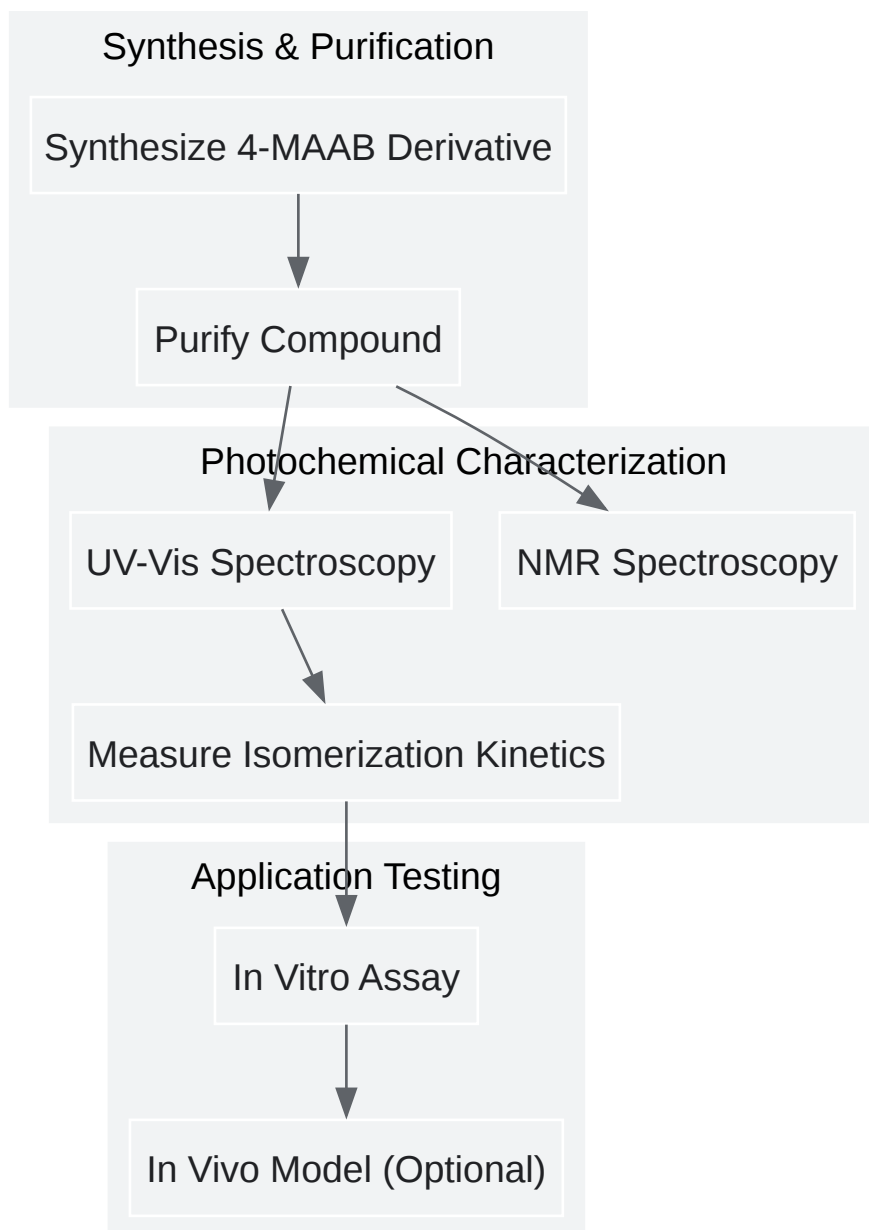 Synthesis & Purification
Synthesize 4-MAAB Derivative
Purify Compound
Photochemical Characterization
UV-Vis Spectroscopy
NMR Spectroscopy
Measure Isomerization Kinetics
Application Testing
In Vitro Assay
In Vivo Model (Optional)